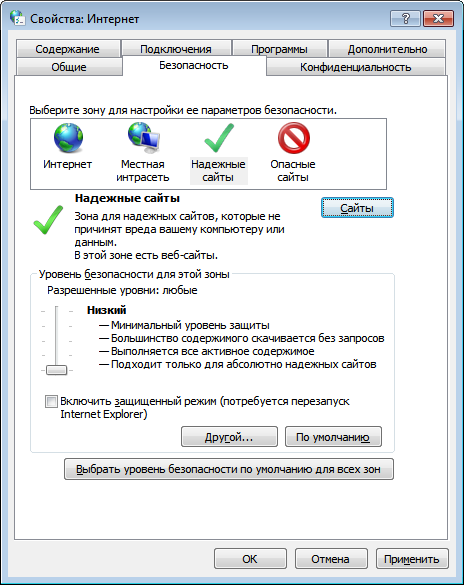 Свойства: Интернет
Содержание Подключения Программы Дополнительно
Общие Безопасность Конфиденциальность
Выберите зону для настройки ее параметров безопасности.
Интернет Местная Надежные Опасные
интрасеть сайты сайты
Надежные сайты
Сайты
Зона для надежных сайтов, которые не
причинят вреда вашему компьютеру или
данным.
В этой зоне есть веб-сайты.
Уровень безопасности для этой зоны
Разрешенные уровни: любые
Низкий
— Минимальный уровень защиты
— Большинство содержимого скачивается без запросов
— Выполняется все активное содержимое
— Подходит только для абсолютно надежных сайтов
Включить защищенный режим (потребуется перезапуск
Internet Explorer)
Другой... По умолчанию
Выбрать уровень безопасности по умолчанию для всех зон
ОК Отмена Применить